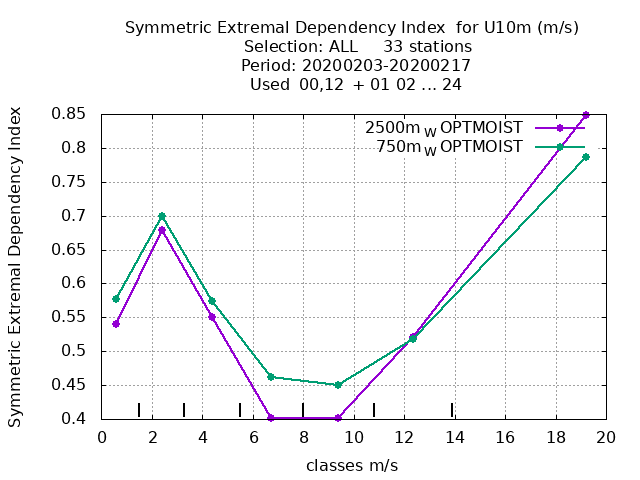 Symmetric Extremal Dependency Index for U10m (m/s)
Selection: ALL 33 stations
Period: 20200203-20200217
Used 00,12 + 01 02 ... 24
Symmetric Extremal Dependency Index
0.85
0.8
0.75
0.7
0.65
0.6
0.55
0.5
0.45
0.4
2500m W OPTMOIST
750m W OPTMOIST
0 2 4 6 8 10 12 14 16 18 20
classes m/s